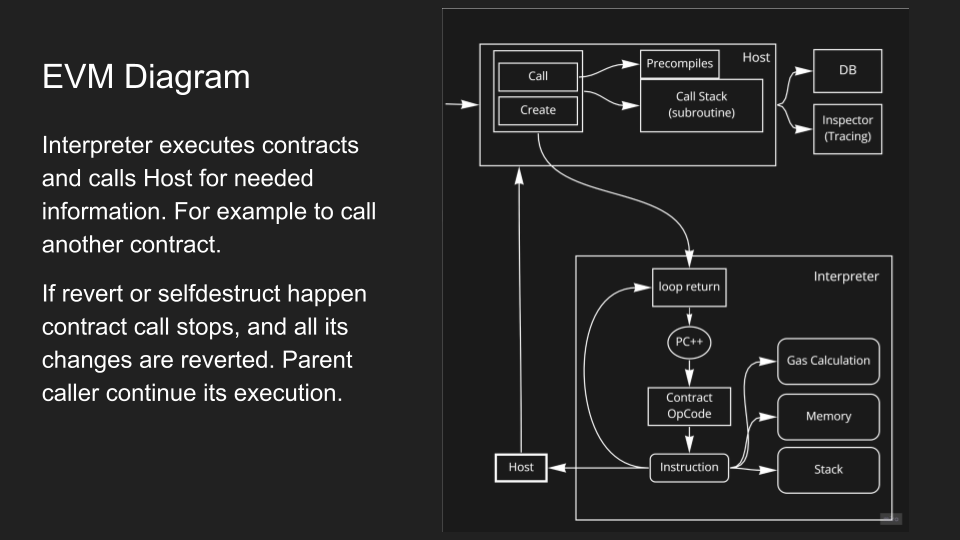 EVM Diagram
Interpreter executes contracts
and calls Host for needed
information. For example to call
another contract.
If revert or selfdestruct happen
contract call stops, and all its
changes are reverted. Parent
caller continue its execution.
Host
Call
Create
Precompiles
Call Stack
(subroutine)
DB
Inspector
(Tracing)
Interpreter
loop return
PC++
Contract
OpCode
Instruction
Gas Calculation
Memory
Stack
Host